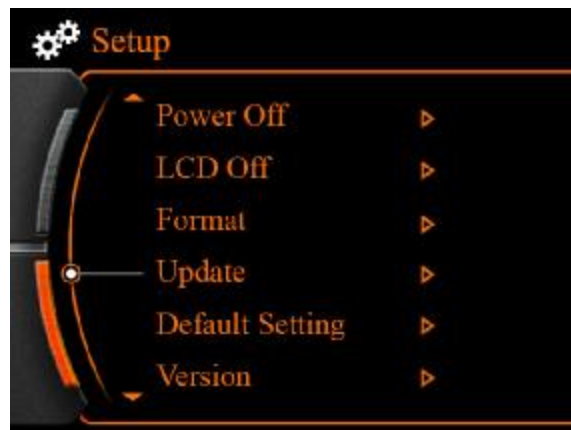 Setup
Power Off
LCD Off
Format
Update
Default Setting
Version